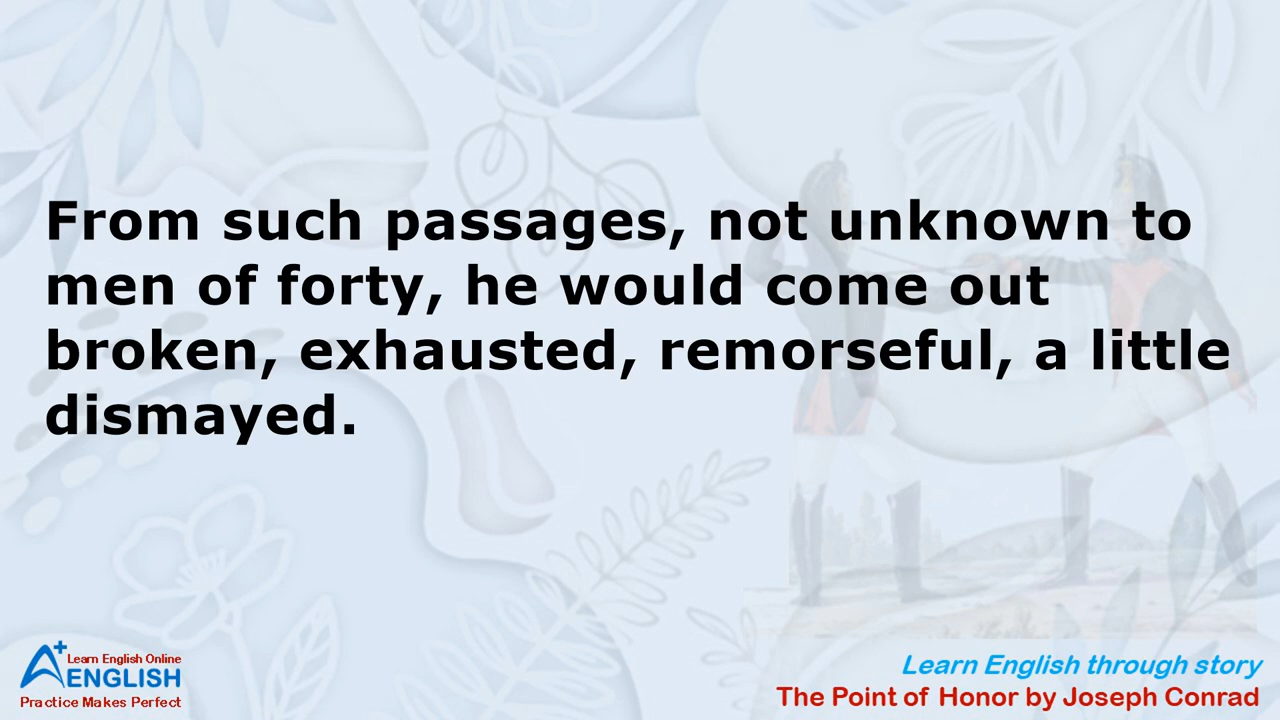 From such passages, not unknown to
men of forty, he would come out
broken, exhausted, remorseful, a little
dismayed.
A+ Learn English Online
ENGLISH
Practice Makes Perfect
Learn English through story
The Point of Honor by Joseph Conrad